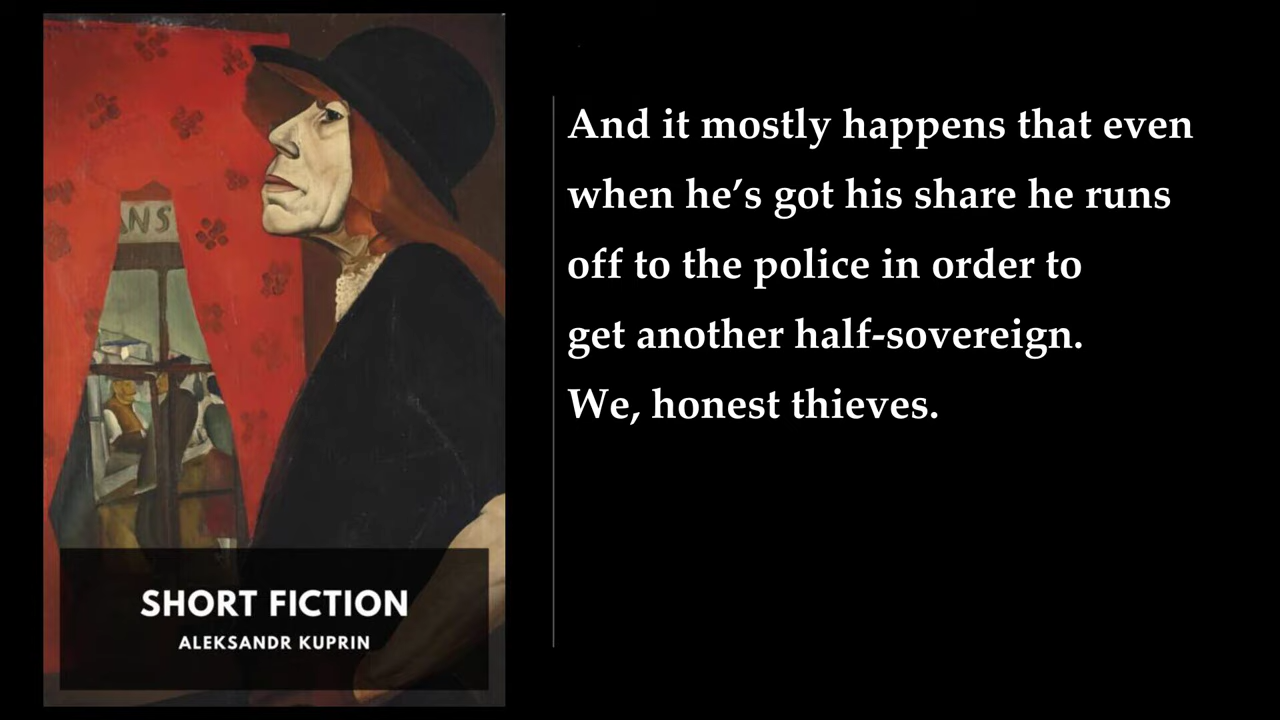 ANS
SHORT FICTION
ALEKSANDR KUPRIN
And it mostly happens that even
when he’s got his share he runs
off to the police in order to
get another half-sovereign.
We, honest thieves.